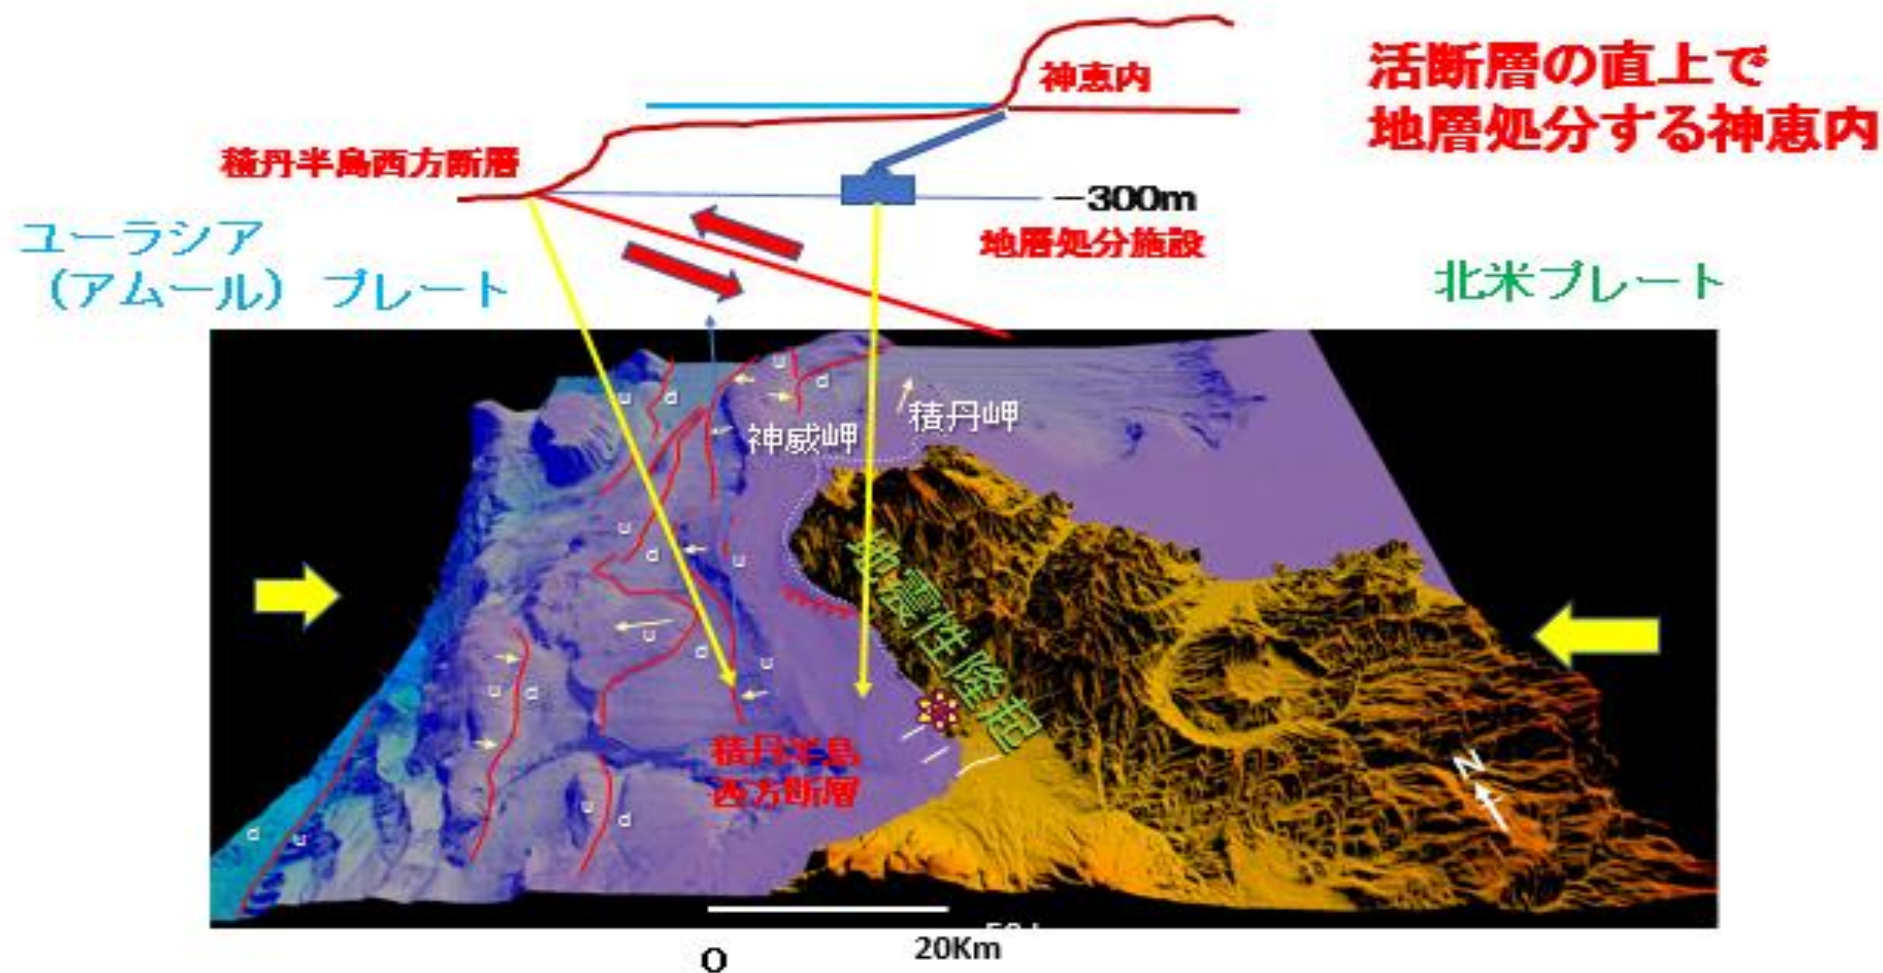 活断層の直上で
地層処分する神恵内
神恵内
積丹半島西方断層
−300m
地層処分施設
ユーラシア
（アムール）プレート
北米プレート
u
d
u
d
積丹岬
神威岬
u
d
u
地震性隆起
u
d
u
u
d
積丹半島
西方断層
N
u
d
d
u
0
20Km